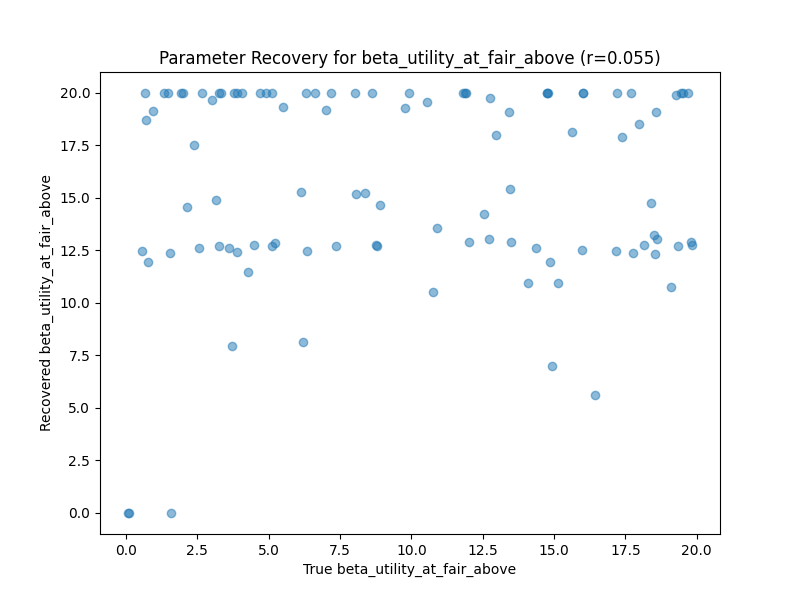 Parameter Recovery for beta_utility_at_fair_above (r=0.055)
20.0
17.5
15.0
12.5
10.0
7.5
5.0
2.5
0.0
Recovered beta_utility_at_fair_above
0.0 2.5 5.0 7.5 10.0 12.5 15.0 17.5 20.0
True beta_utility_at_fair_above